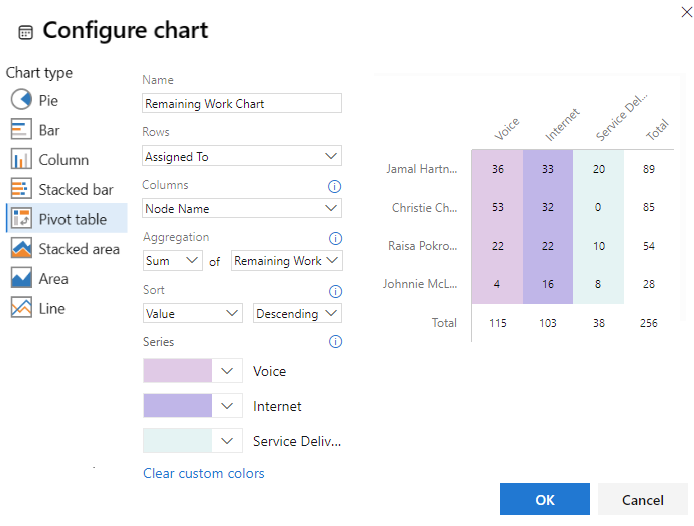 Configure chart
Chart type
Pie
Bar
Column
Stacked bar
Pivot table
Stacked area
Area
Line
Name
Remaining Work Chart
Rows
Assigned To
Columns
Node Name
Aggregation
Sum of Remaining Work
Sort
Value Descending
Series
Voice
Internet
Service Deliv...
Clear custom colors
Voice Internet Service Del... Total
Jamal Hartn... 36 33 20 89
Christie Ch... 53 32 0 85
Raisa Pokro... 22 22 10 54
Johnnie McL... 4 16 8 28
Total 115 103 38 256
OK Cancel